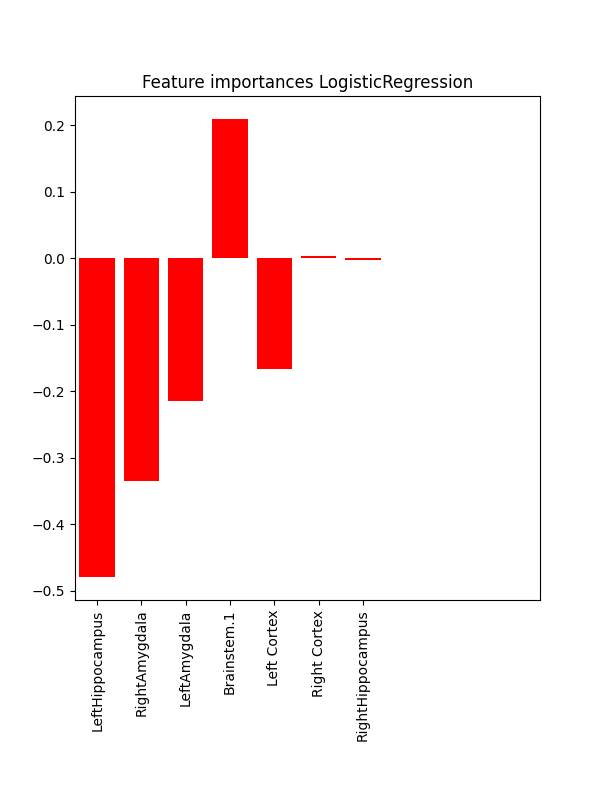 Feature importances LogisticRegression
0.2
0.1
0.0
−0.1
−0.2
−0.3
−0.4
−0.5
LeftHippocampus
RightAmygdala
LeftAmygdala
Brainstem.1
Left Cortex
Right Cortex
RightHippocampus